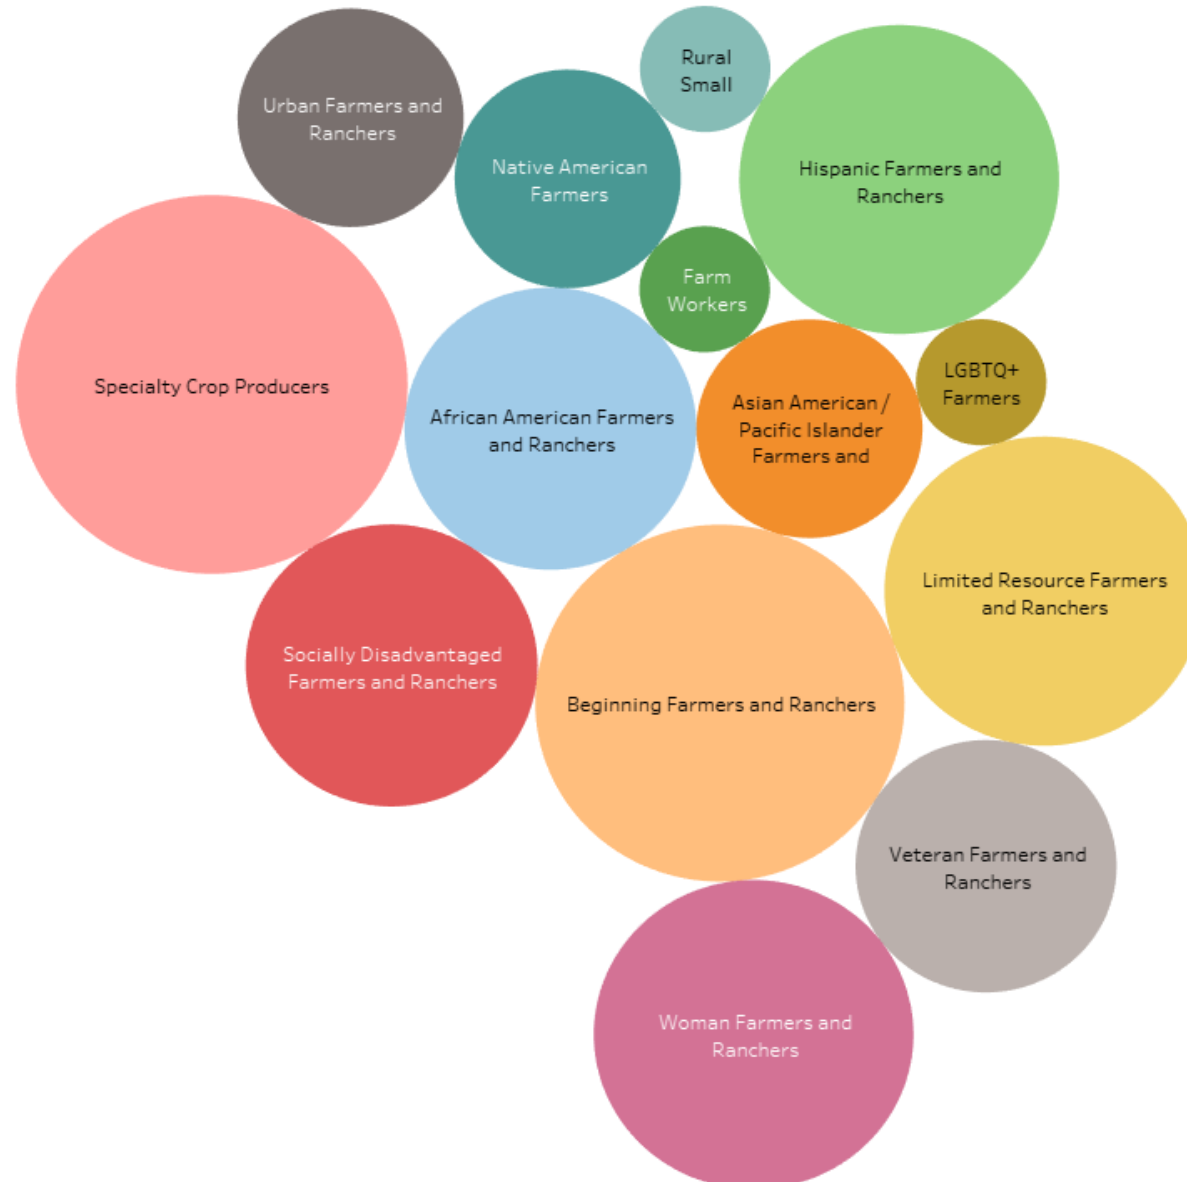 Rural
Small
Urban Farmers and
Ranchers
Native American
Farmers
Hispanic Farmers and
Ranchers
Farm
Workers
Specialty Crop Producers
African American Farmers
and Ranchers
Asian American /
Pacific Islander
Farmers and
LGBTQ+
Farmers
Limited Resource Farmers
and Ranchers
Socially Disadvantaged
Farmers and Ranchers
Beginning Farmers and Ranchers
Veteran Farmers and
Ranchers
Woman Farmers and
Ranchers